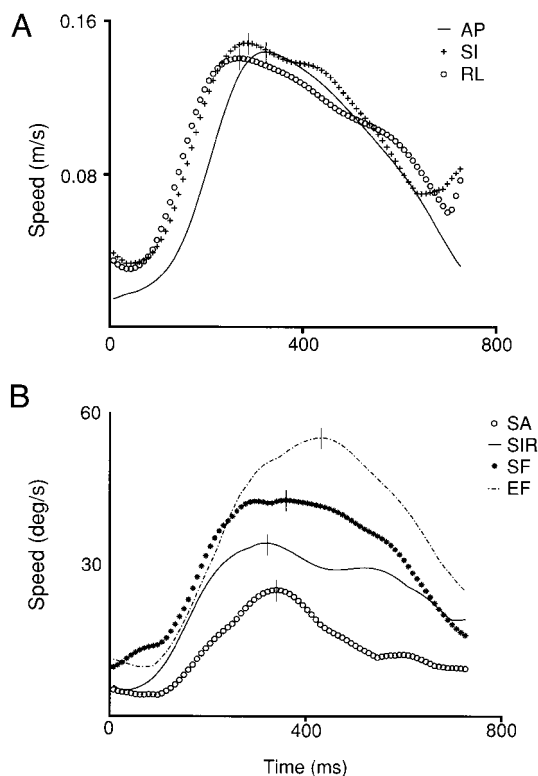 A
0.16
AP
SI
RL
0.08
Speed (m/s)
0
400
800
B
60
SA
SIR
SF
EF
30
Speed (deg/s)
0
400
800
Time (ms)